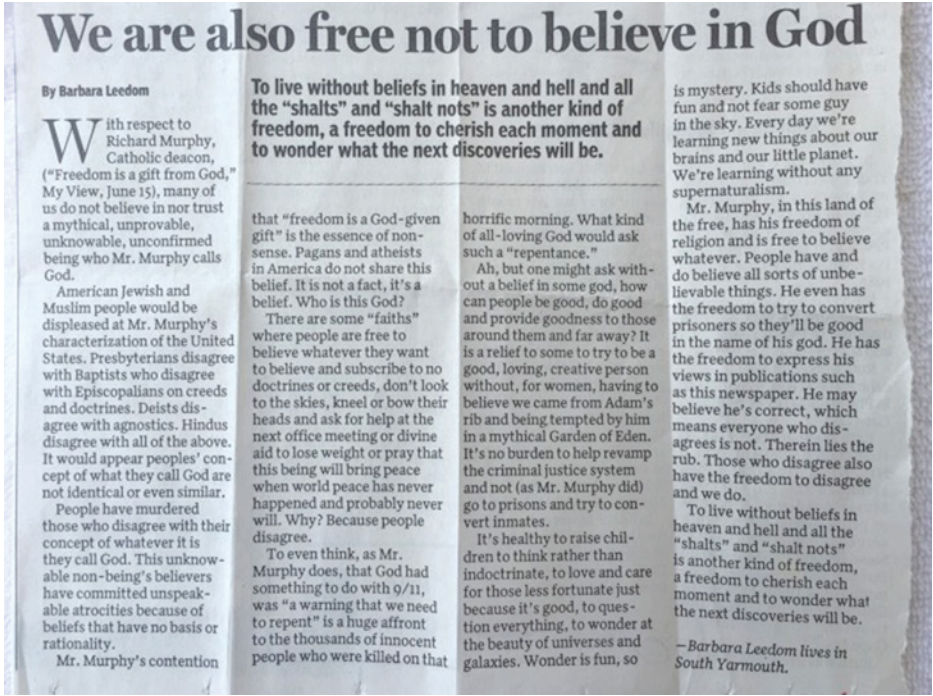 We are also free not to believe in God
By Barbara Leedom
To live without beliefs in heaven and hell and all
the “shalts” and “shalt nots” is another kind of
freedom, a freedom to cherish each moment and
to wonder what the next discoveries will be.
With respect to
Richard Murphy,
Catholic deacon,
(“Freedom is a gift from God,”
My View, June 15), many of
us do not believe in nor trust
a mythical, unprovable,
unknowable, unconfirmed
being who Mr. Murphy calls
God.
American Jewish and
Muslim people would be
displeased at Mr. Murphy’s
characterization of the United
States. Presbyterians disagree
with Baptists who disagree
with Episcopalians on creeds
and doctrines. Deists dis-
agree with agnostics. Hindus
disagree with all of the above.
It would appear peoples’ con-
cept of what they call God are
not identical or even similar.
People have murdered
those who disagree with their
concept of whatever it is
they call God. This unknow-
able non-being’s believers
have committed unspeak-
able atrocities because of
beliefs that have no basis or
rationality.
Mr. Murphy’s contention
that “freedom is a God-given
gift” is the essence of non-
sense. Pagans and atheists
in America do not share this
belief. It is not a fact, it’s a
belief. Who is this God?
There are some “faiths”
where people are free to
believe whatever they want
to believe and subscribe to no
doctrines or creeds, don’t look
to the skies, kneel or bow their
heads and ask for help at the
next office meeting or divine
aid to lose weight or pray that
this being will bring peace
when world peace has never
happened and probably never
will. Why? Because people
disagree.
To even think, as Mr.
Murphy does, that God had
something to do with 9/11,
was “a warning that we need
to repent” is a huge affront
to the thousands of innocent
people who were killed on that
horrific morning. What kind
of all-loving God would ask
such a “repentance.”
Ah, but one might ask with-
out a belief in some god, how
can people be good, do good
and provide goodness to those
around them and far away? It
is a relief to some to try to be a
good, loving, creative person
without, for women, having to
believe we came from Adam’s
rib and being tempted by him
in a mythical Garden of Eden.
It’s no burden to help revamp
the criminal justice system
and not (as Mr. Murphy did)
go to prisons and try to con-
vert inmates.
It’s healthy to raise chil-
dren to think rather than
indoctrinate, to love and care
for those less fortunate just
because it’s good, to ques-
tion everything, to wonder at
the beauty of universes and
galaxies. Wonder is fun, so
is mystery. Kids should have
fun and not fear some guy
in the sky. Every day we’re
learning new things about our
brains and our little planet.
We’re learning without any
supernaturalism.
Mr. Murphy, in this land of
the free, has his freedom of
religion and is free to believe
whatever. People have and
do believe all sorts of unbe-
lievable things. He even has
the freedom to try to convert
prisoners so they’ll be good
in the name of his god. He has
the freedom to express his
views in publications such
as this newspaper. He may
believe he’s correct, which
means everyone who dis-
agrees is not. Therein lies the
rub. Those who disagree also
have the freedom to disagree
and we do.
To live without beliefs in
heaven and hell and all the
“shalts” and “shalt nots”
is another kind of freedom,
a freedom to cherish each
moment and to wonder what
the next discoveries will be.
—Barbara Leedom lives in
South Yarmouth.